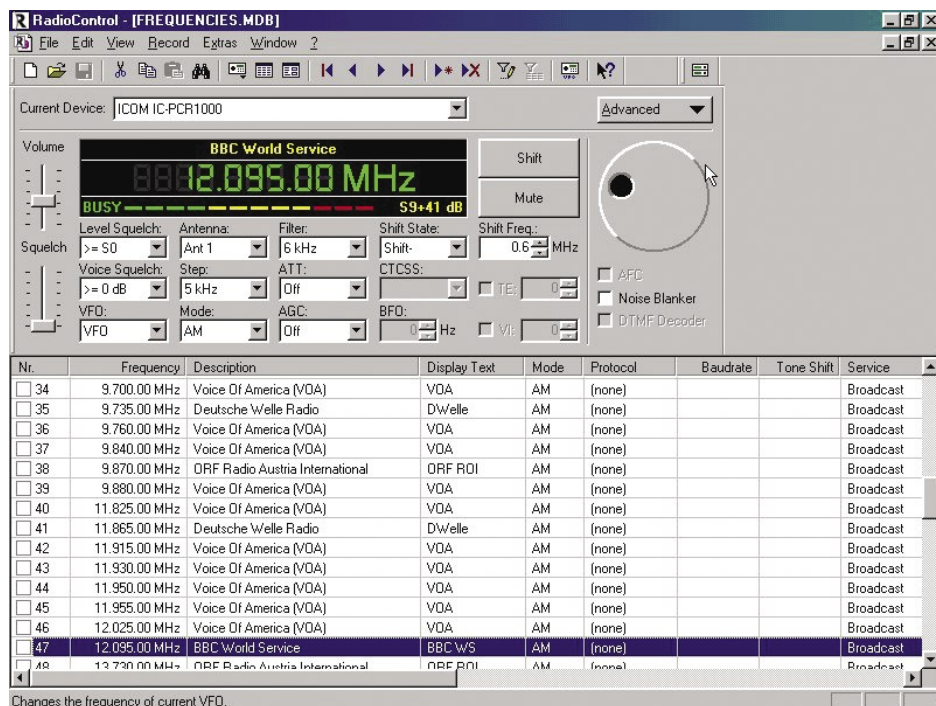 RadioControl - [FREQUENCIES.MDB]
File Edit View Record Extras Window ?
Current Device: ICOM IC-PCR1000 Advanced
Volume
BBC World Service
12.095.00 MHz
BUSY S9+41 dB
Shift
Mute
Squelch
Level Squelch: Antenna: Filter: Shift State: Shift Freq.:
>= S0 Ant 1 6 kHz Shift- 0.6 MHz
Voice Squelch: Step: ATT: CTCSS:
>= 0 dB 5 kHz Off TE: 0
VFO: Mode: AGC: BFO:
VFO AM Off 0 Hz VI: 0
AFC
Noise Blanker
DTMF Decoder
Nr. Frequency Description Display Text Mode Protocol Baudrate Tone Shift Service
34 9.700.00 MHz Voice Of America (VOA) VOA AM (none) Broadcast
35 9.735.00 MHz Deutsche Welle Radio DWelle AM (none) Broadcast
36 9.760.00 MHz Voice Of America (VOA) VOA AM (none) Broadcast
37 9.840.00 MHz Voice Of America (VOA) VOA AM (none) Broadcast
38 9.870.00 MHz ORF Radio Austria International ORF ROI AM (none) Broadcast
39 9.880.00 MHz Voice Of America (VOA) VOA AM (none) Broadcast
40 11.825.00 MHz Voice Of America (VOA) VOA AM (none) Broadcast
41 11.865.00 MHz Deutsche Welle Radio DWelle AM (none) Broadcast
42 11.915.00 MHz Voice Of America (VOA) VOA AM (none) Broadcast
43 11.930.00 MHz Voice Of America (VOA) VOA AM (none) Broadcast
44 11.950.00 MHz Voice Of America (VOA) VOA AM (none) Broadcast
45 11.955.00 MHz Voice Of America (VOA) VOA AM (none) Broadcast
46 12.025.00 MHz Voice Of America (VOA) VOA AM (none) Broadcast
47 12.095.00 MHz BBC World Service BBC WS AM (none) Broadcast
48 13.730.00 MHz ORF Radio Austria International ORF ROI AM (none) Broadcast
Changes the frequency of current VFO.